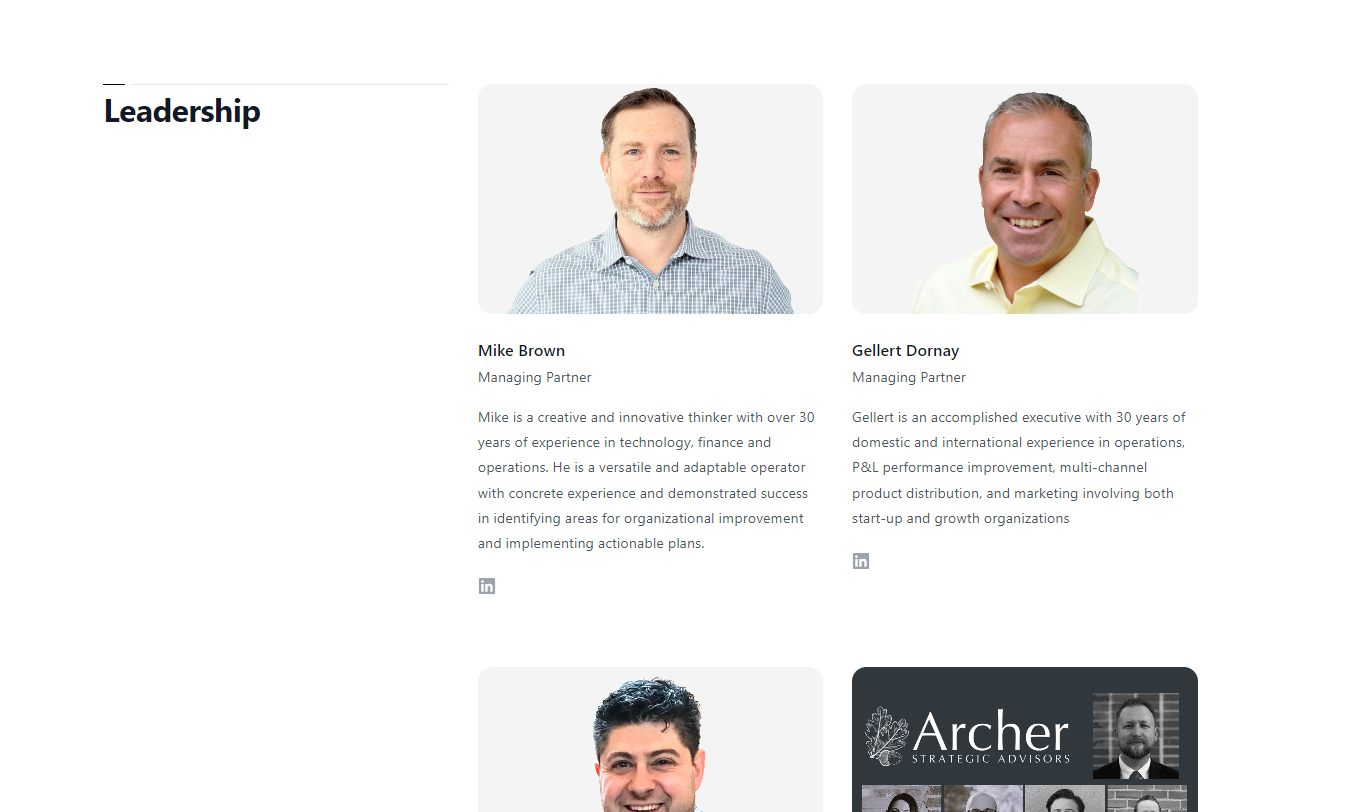 Leadership
Mike Brown
Managing Partner
Mike is a creative and innovative thinker with over 30
years of experience in technology, finance and
operations. He is a versatile and adaptable operator
with concrete experience and demonstrated success
in identifying areas for organizational improvement
and implementing actionable plans.
in
Gellert Dornay
Managing Partner
Gellert is an accomplished executive with 30 years of
domestic and international experience in operations,
P&L performance improvement, multi-channel
product distribution, and marketing involving both
start-up and growth organizations
in
Archer
STRATEGIC ADVISORS